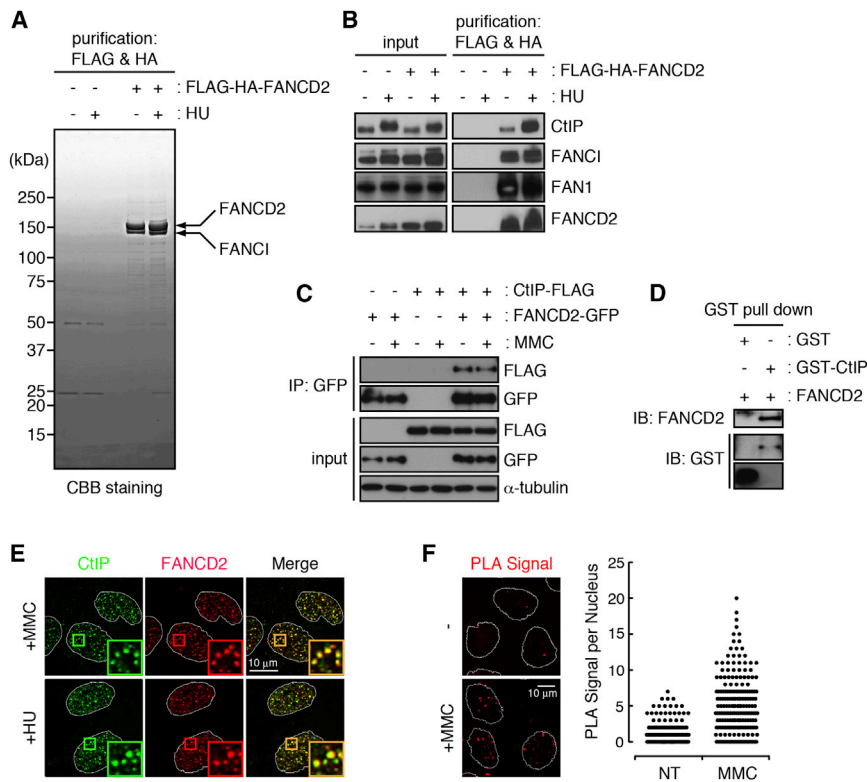 A
purification:
FLAG & HA
- - + + : FLAG-HA-FANCD2
- + - + : HU
(kDa)
250
150
100
75
50
37
25
20
15
FANCD2
FANCI
CBB staining
B
input
purification:
FLAG & HA
- - + + - - + + : FLAG-HA-FANCD2
- + - + - + - + : HU
CtIP
FANCI
FAN1
FANCD2
C
- - + + + + : CtIP-FLAG
+ + - - + + : FANCD2-GFP
- + - + - + : MMC
IP: GFP
FLAG
GFP
input
FLAG
GFP
α-tubulin
D
GST pull down
+ - : GST
- + : GST-CtIP
+ + : FANCD2
IB: FANCD2
IB: GST
E
CtIP
FANCD2
Merge
+MMC
10 μm
+HU
F
PLA Signal
-
10 μm
+MMC
PLA Signal per Nucleus
25
20
15
10
5
0
NT
MMC